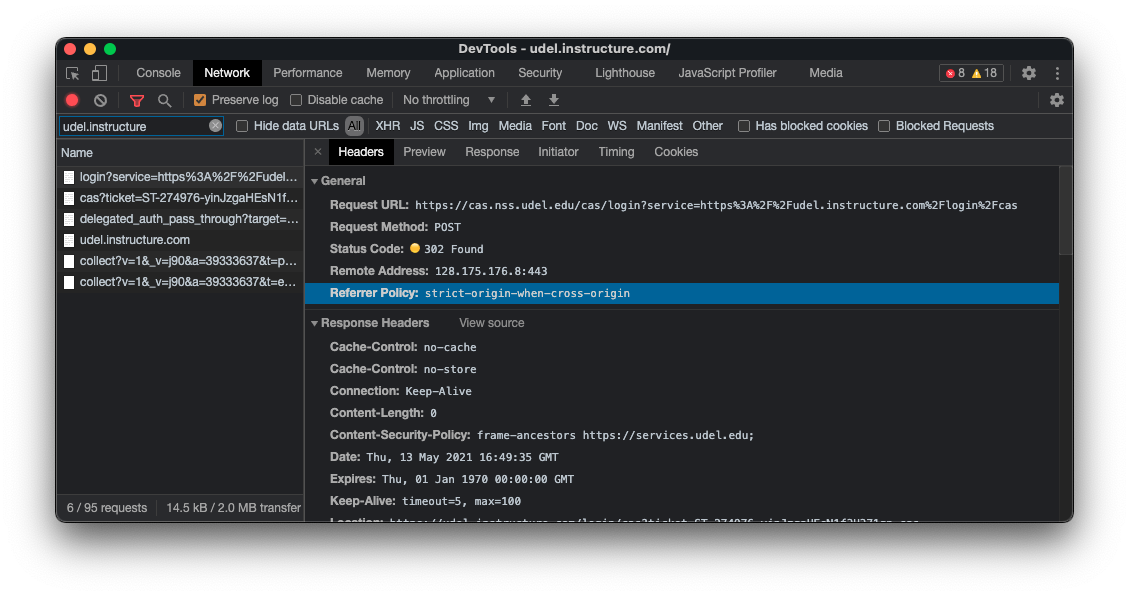 DevTools - udel.instructure.com/
Console Network Performance Memory Application Security Lighthouse JavaScript Profiler Media 8 18
Preserve log Disable cache No throttling
udel.instructure Hide data URLs All XHR JS CSS Img Media Font Doc WS Manifest Other Has blocked cookies Blocked Requests
Name
Headers Preview Response Initiator Timing Cookies
login?service=https%3A%2F%2Fudel...
cas?ticket=ST-274976-yinJzgaHEsN1f...
delegated_auth_pass_through?target=...
udel.instructure.com
collect?v=1&_v=j90&a=39333637&t=p...
collect?v=1&_v=j90&a=39333637&t=e...
General
Request URL: https://cas.nss.udel.edu/cas/login?service=https%3A%2F%2Fudel.instructure.com%2Flogin%2Fcas
Request Method: POST
Status Code: 302 Found
Remote Address: 128.175.176.8:443
Referrer Policy: strict-origin-when-cross-origin
Response Headers View source
Cache-Control: no-cache
Cache-Control: no-store
Connection: Keep-Alive
Content-Length: 0
Content-Security-Policy: frame-ancestors https://services.udel.edu;
Date: Thu, 13 May 2021 16:49:35 GMT
Expires: Thu, 01 Jan 1970 00:00:00 GMT
Keep-Alive: timeout=5, max=100
6 / 95 requests 14.5 kB / 2.0 MB transfer